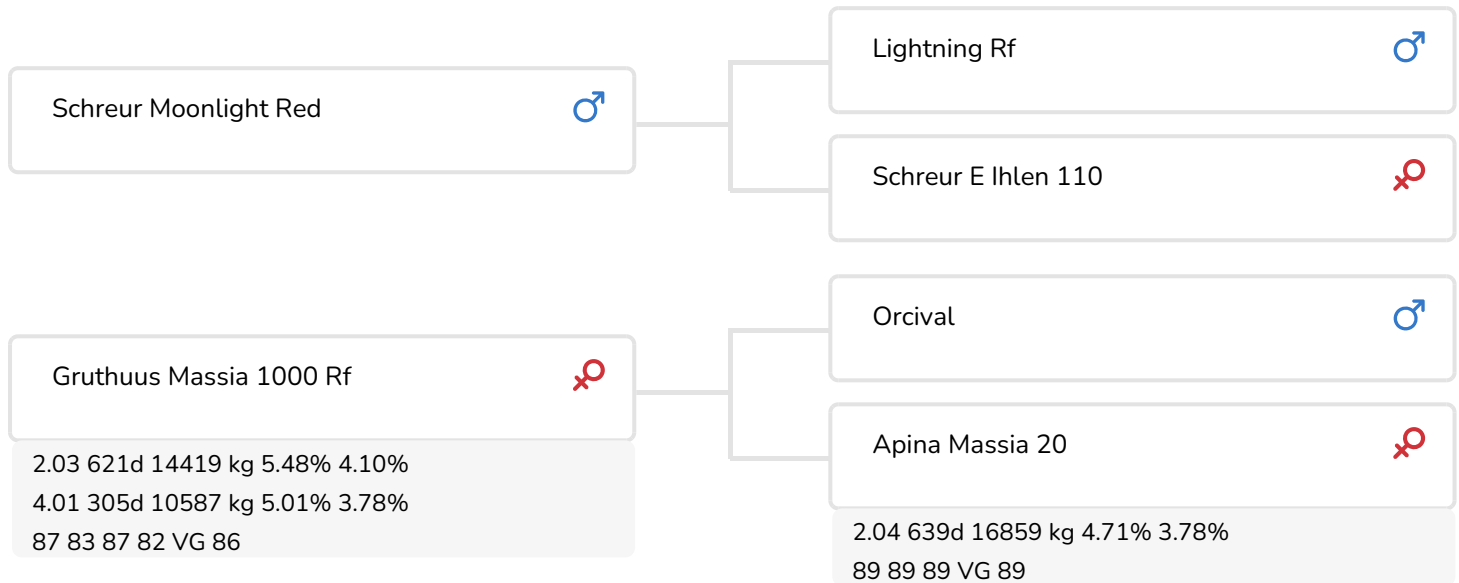 Lightning Rf
Schreur Moonlight Red
Schreur E Ihlen 110
Orcival
Gruthuus Massia 1000 Rf
2.03 621d 14419 kg 5.48% 4.10%
4.01 305d 10587 kg 5.01% 3.78%
87 83 87 82 VG 86
Apina Massia 20
2.04 639d 16859 kg 4.71% 3.78%
89 89 89 VG 89